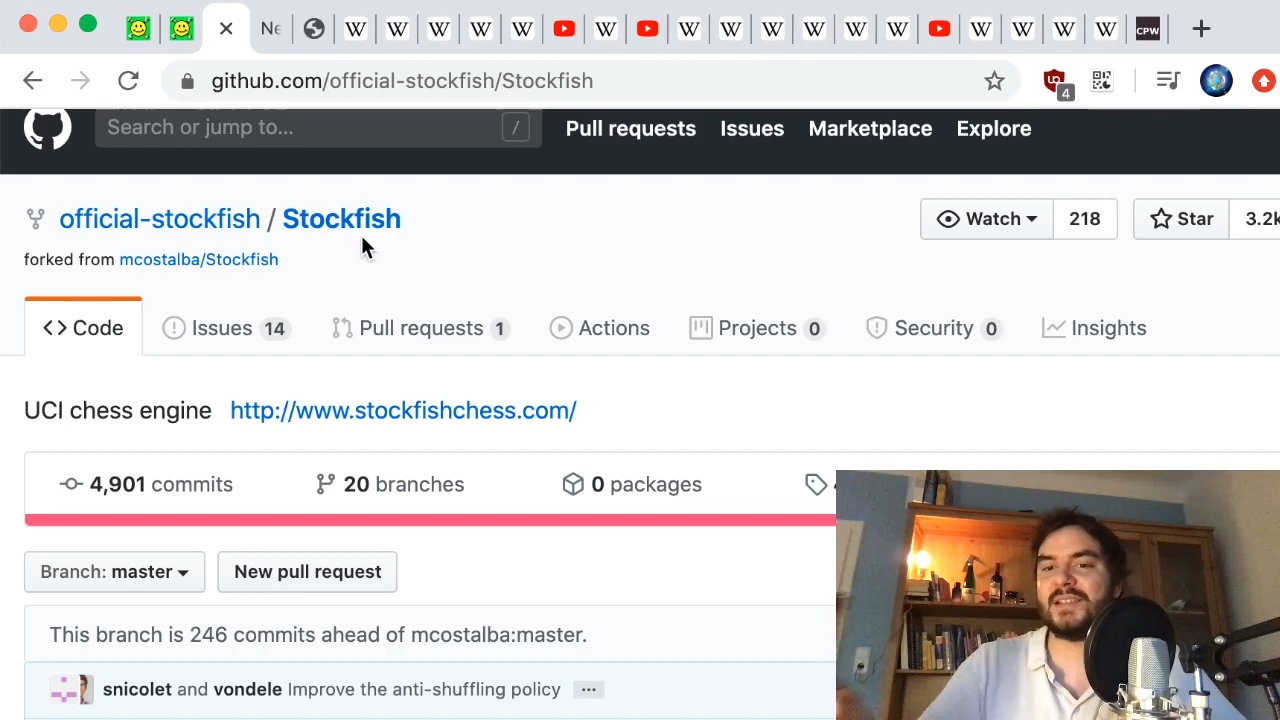 Ne
W W W W W W W W W W W W W W W W
CPW
github.com/official-stockfish/Stockfish
4
Search or jump to...
/
Pull requests Issues Marketplace Explore
official-stockfish / Stockfish
Watch 218 Star 3.2k
forked from mcostalba/Stockfish
Code Issues 14 Pull requests 1 Actions Projects 0 Security 0 Insights
UCI chess engine http://www.stockfishchess.com/
4,901 commits 20 branches 0 packages
Branch: master New pull request
This branch is 246 commits ahead of mcostalba:master.
snicolet and vondele Improve the anti-shuffling policy ...